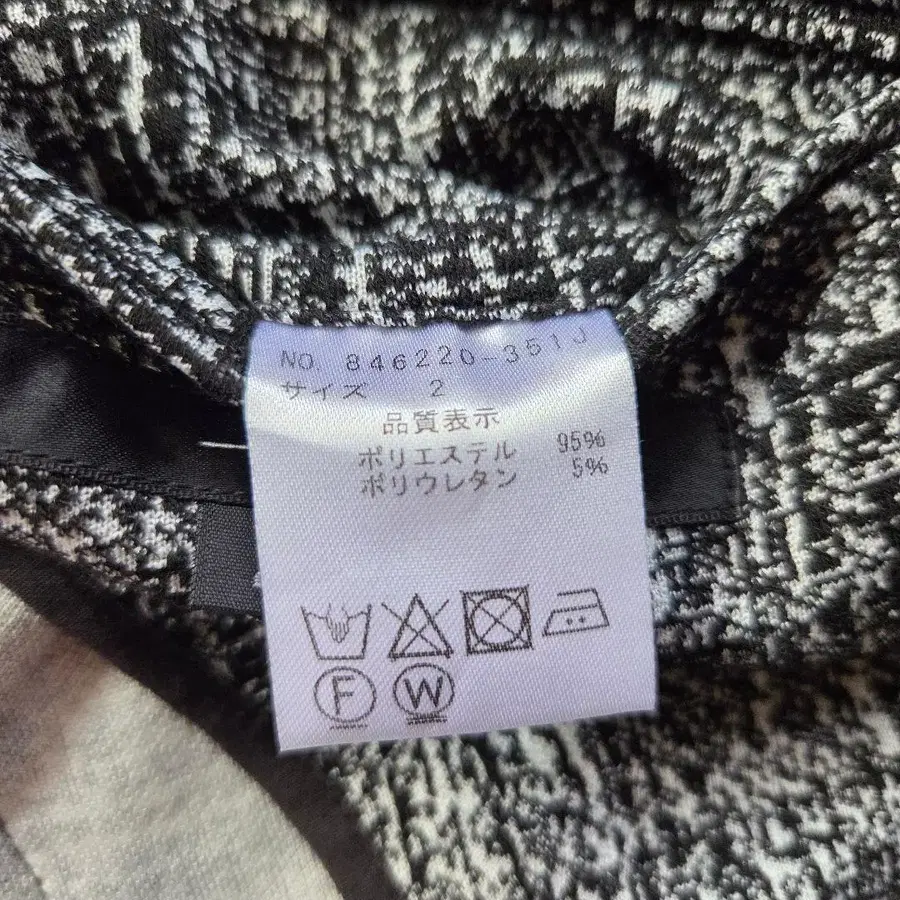 NO. 846220-351J
サイズ 2
品質表示
ポリエステル 95%
ポリウレタン 5%
F W